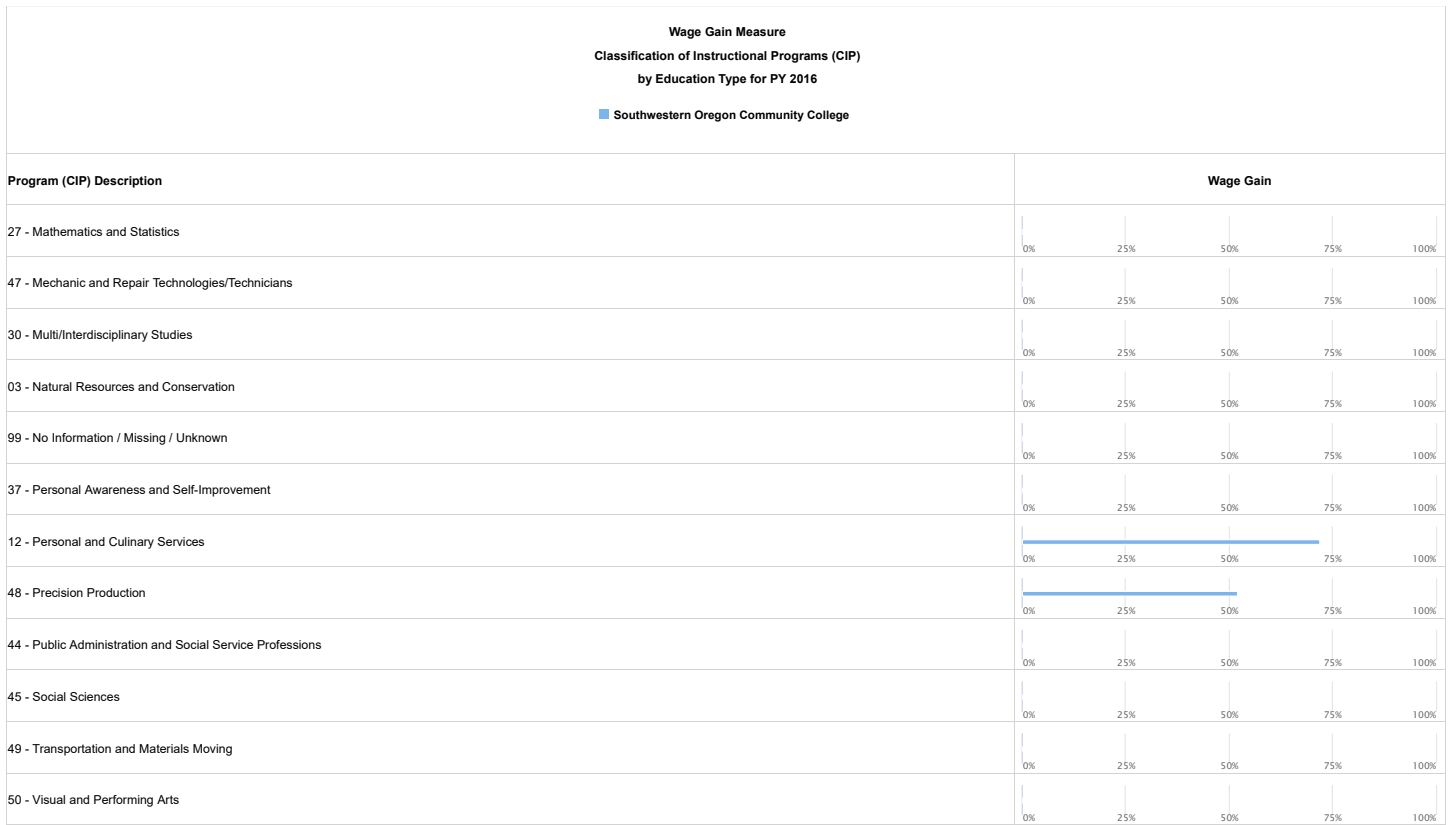 Wage Gain Measure
Classification of Instructional Programs (CIP)
by Education Type for PY 2016
Southwestern Oregon Community College
Program (CIP) Description Wage Gain
27 - Mathematics and Statistics
0% 25% 50% 75% 100%
47 - Mechanic and Repair Technologies/Technicians
0% 25% 50% 75% 100%
30 - Multi/Interdisciplinary Studies
0% 25% 50% 75% 100%
03 - Natural Resources and Conservation
0% 25% 50% 75% 100%
99 - No Information / Missing / Unknown
0% 25% 50% 75% 100%
37 - Personal Awareness and Self-Improvement
0% 25% 50% 75% 100%
12 - Personal and Culinary Services
0% 25% 50% 75% 100%
48 - Precision Production
0% 25% 50% 75% 100%
44 - Public Administration and Social Service Professions
0% 25% 50% 75% 100%
45 - Social Sciences
0% 25% 50% 75% 100%
49 - Transportation and Materials Moving
0% 25% 50% 75% 100%
50 - Visual and Performing Arts
0% 25% 50% 75% 100%